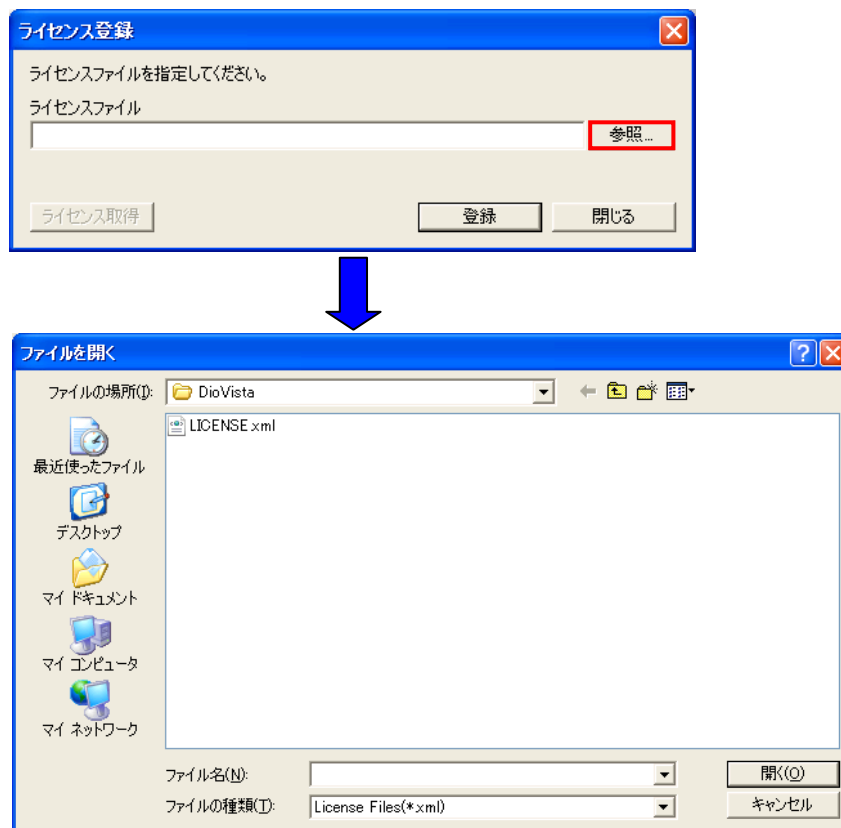 ライセンス登録
ライセンスファイルを指定してください。
ライセンスファイル
参照...
ライセンス取得
登録
閉じる
ファイルを開く
ファイルの場所(I):
DioVista
LICENSE.xml
最近使ったファイル
デスクトップ
マイ ドキュメント
マイ コンピュータ
マイ ネットワーク
ファイル名(N):
開く(O)
ファイルの種類(T):
License Files(*.xml)
キャンセル